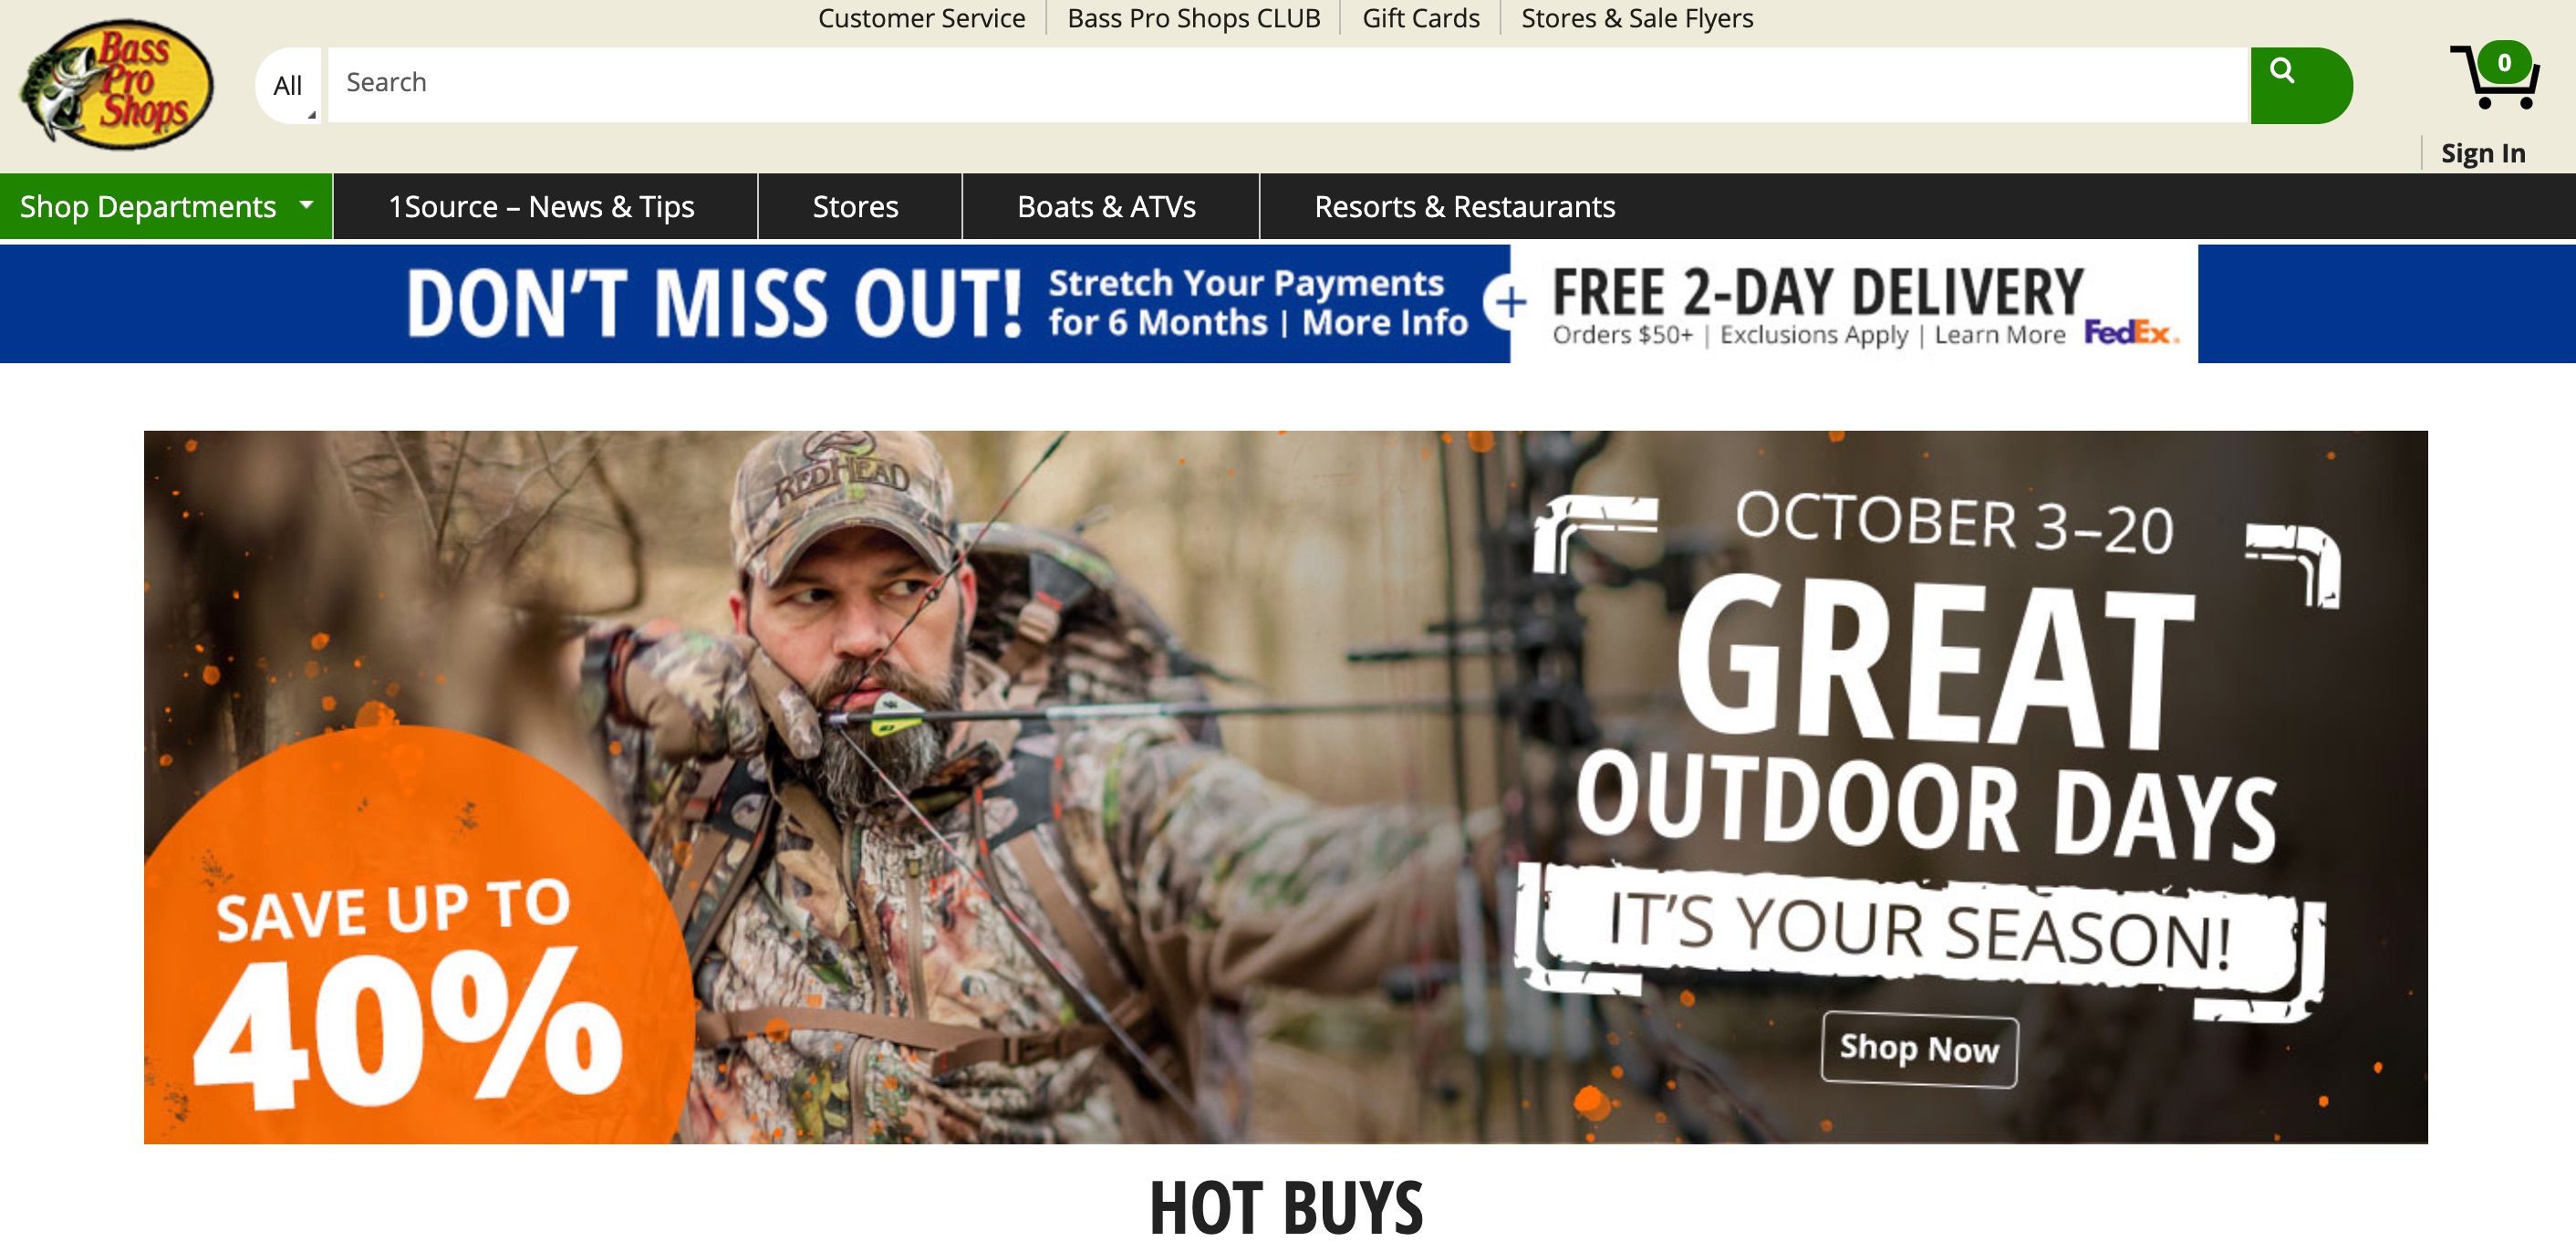 Customer Service
Bass Pro Shops CLUB
Gift Cards
Stores & Sale Flyers
Bass
Pro
Shops
All
Search
0
Sign In
Shop Departments
1Source – News & Tips
Stores
Boats & ATVs
Resorts & Restaurants
DON'T MISS OUT!
Stretch Your Payments
for 6 Months | More Info
+
FREE 2-DAY DELIVERY
Orders $50+ | Exclusions Apply | Learn More FedEx.
REDHEAD
OCTOBER 3–20
GREAT
OUTDOOR DAYS
IT'S YOUR SEASON!
Shop Now
SAVE UP TO
40%
HOT BUYS